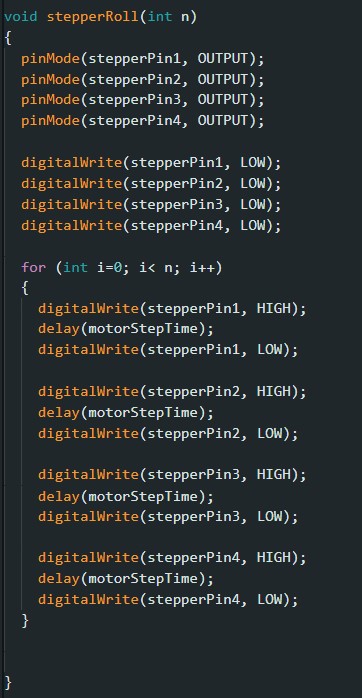 void stepperRoll(int n)
{
  pinMode(stepperPin1, OUTPUT);
  pinMode(stepperPin2, OUTPUT);
  pinMode(stepperPin3, OUTPUT);
  pinMode(stepperPin4, OUTPUT);

  digitalWrite(stepperPin1, LOW);
  digitalWrite(stepperPin2, LOW);
  digitalWrite(stepperPin3, LOW);
  digitalWrite(stepperPin4, LOW);

  for (int i=0; i< n; i++)
  {
    digitalWrite(stepperPin1, HIGH);
    delay(motorStepTime);
    digitalWrite(stepperPin1, LOW);

    digitalWrite(stepperPin2, HIGH);
    delay(motorStepTime);
    digitalWrite(stepperPin2, LOW);

    digitalWrite(stepperPin3, HIGH);
    delay(motorStepTime);
    digitalWrite(stepperPin3, LOW);

    digitalWrite(stepperPin4, HIGH);
    delay(motorStepTime);
    digitalWrite(stepperPin4, LOW);
  }


}